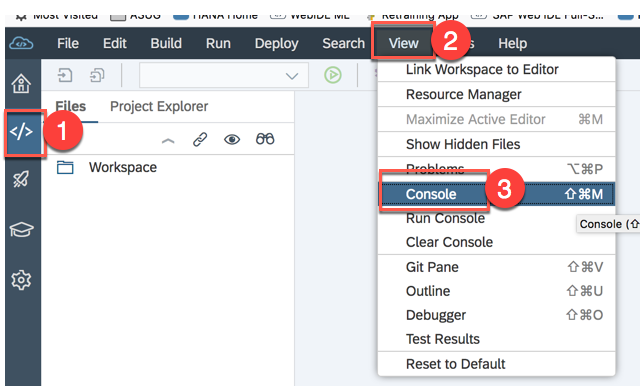 Most Visited ASUG HANA Home WebIDE ME Retraining App SAP Web IDE Full-S...
File Edit Build Run Deploy Search View 2 s Help
Files Project Explorer
1
Workspace
Link Workspace to Editor
Resource Manager
Maximize Active Editor ⌘M
Show Hidden Files
Problems ⌥⌘P
Console 3 ⇧⌘M
Run Console
Console (⇧
Clear Console
Git Pane ⇧⌘V
Outline ⇧⌘U
Debugger ⇧⌘O
Test Results
Reset to Default